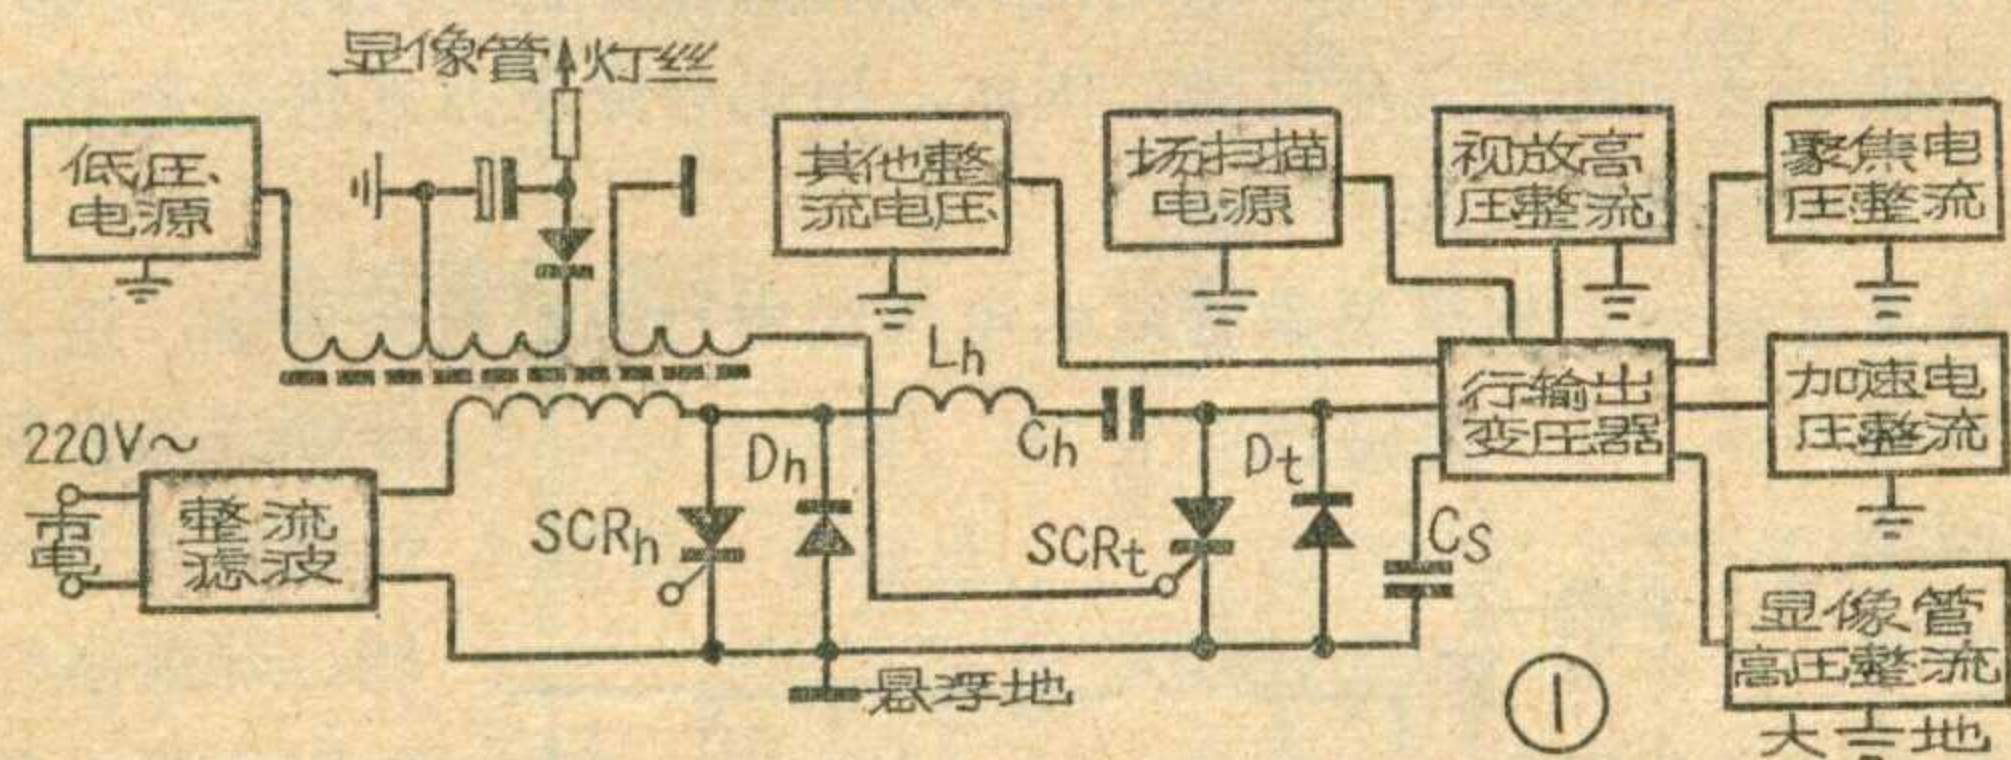 显像管 灯丝
低压
电源
其他整
流电压
场扫描
电源
视放高
压整流
聚焦电
压整流
Lh
行输出
变压器
加速电
压整流
220V~
市
电
整流
滤波
SCRh
Dh
Ch
SCRt
Dt
CS
显像管
高压整流
悬浮地
大地
①